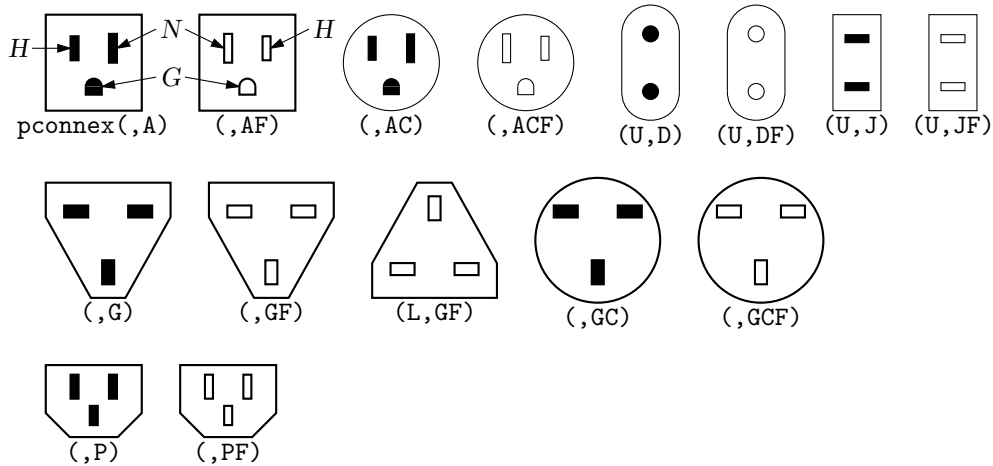 H N H
G
pconnex(,A) (,AF) (,AC) (,ACF) (U,D) (U,DF) (U,J) (U,JF)
(,G) (,GF) (L,GF) (,GC) (,GCF)
(,P) (,PF)